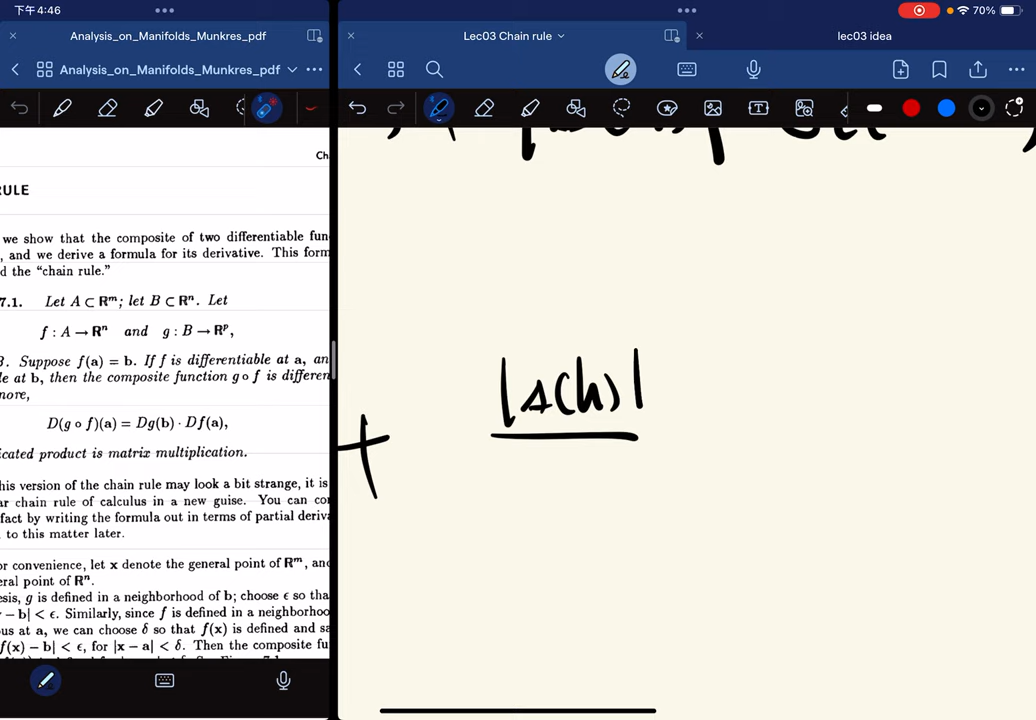 下午4:46
70%
Analysis_on_Manifolds_Munkres_pdf
Lec03 Chain rule
lec03 idea
Analysis_on_Manifolds_Munkres_pdf
T
Ch
RULE
we show that the composite of two differentiable fun
, and we derive a formula for its derivative. This form
d the “chain rule.”
7.1. Let A ⊂ Rᵐ; let B ⊂ Rⁿ. Let
f : A → Rⁿ and g : B → Rᵖ,
B. Suppose f(a) = b. If f is differentiable at a, an
le at b, then the composite function g ∘ f is differen
nore,
D(g ∘ f)(a) = Dg(b) · Df(a),
icated product is matrix multiplication.
his version of the chain rule may look a bit strange, it is
ar chain rule of calculus in a new guise. You can con
fact by writing the formula out in terms of partial deriva
to this matter later.
or convenience, let x denote the general point of Rᵐ, and
eral point of Rⁿ.
esis, g is defined in a neighborhood of b; choose ϵ so tha
– b| < ϵ. Similarly, since f is defined in a neighborhoo
ous at a, we can choose δ so that f(x) is defined and sa
f(x) – b| < ϵ, for |x – a| < δ. Then the composite fu
+ |Δ(h)|